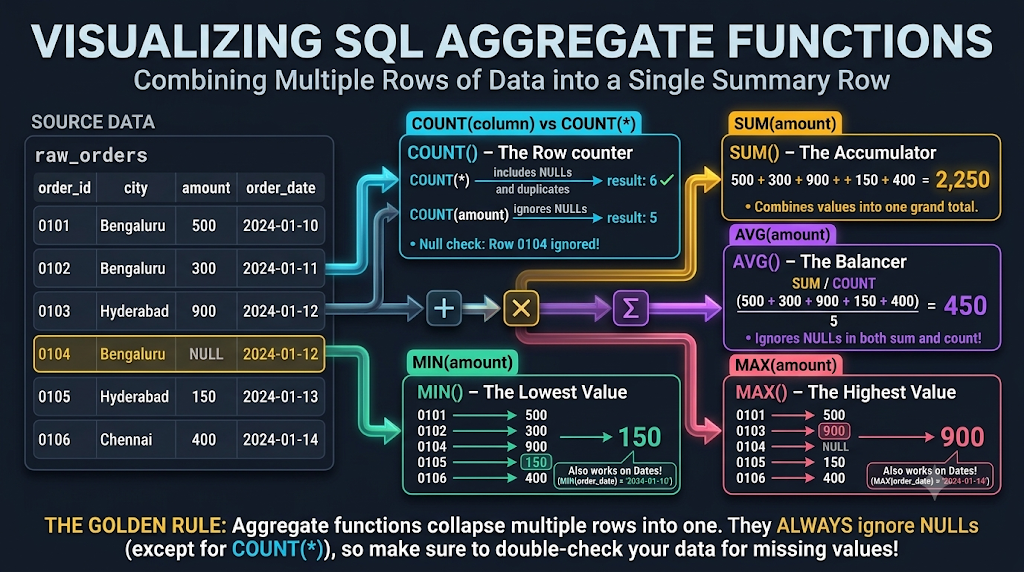 VISUALIZING SQL AGGREGATE FUNCTIONS
Combining Multiple Rows of Data into a Single Summary Row
SOURCE DATA
raw_orders
order_id city amount order_date
0101 Bengaluru 500 2024-01-10
0102 Bengaluru 300 2024-01-11
0103 Hyderabad 900 2024-01-12
0104 Bengaluru NULL 2024-01-12
0105 Hyderabad 150 2024-01-13
0106 Chennai 400 2024-01-14
COUNT(column) vs COUNT(*)
COUNT() – The Row counter
COUNT(*) includes NULLs and duplicates result: 6 ✓
COUNT(amount) ignores NULLs result: 5
• Null check: Row 0104 ignored!
SUM(amount)
SUM() – The Accumulator
500 + 300 + 900 + + 150 + 400 = 2,250
• Combines values into one grand total.
AVG(amount)
AVG() – The Balancer
SUM / COUNT
(500 + 300 + 900 + 150 + 400) = 450
5
• Ignores NULLs in both sum and count!
+ × Σ
MIN(amount)
MIN() – The Lowest Value
0101 500
0102 300
0104 900
0105 150
0106 400
150
Also works on Dates!
(MIN(order_date) = '2034-01-10')
MAX(amount)
MAX() – The Highest Value
0101 500
0103 900
0104 NULL
0105 150
0106 400
900
Also works on Dates!
(MAX|order_date) = '2024-01-14')
THE GOLDEN RULE: Aggregate functions collapse multiple rows into one. They ALWAYS ignore NULLs
(except for COUNT(*)), so make sure to double-check your data for missing values!